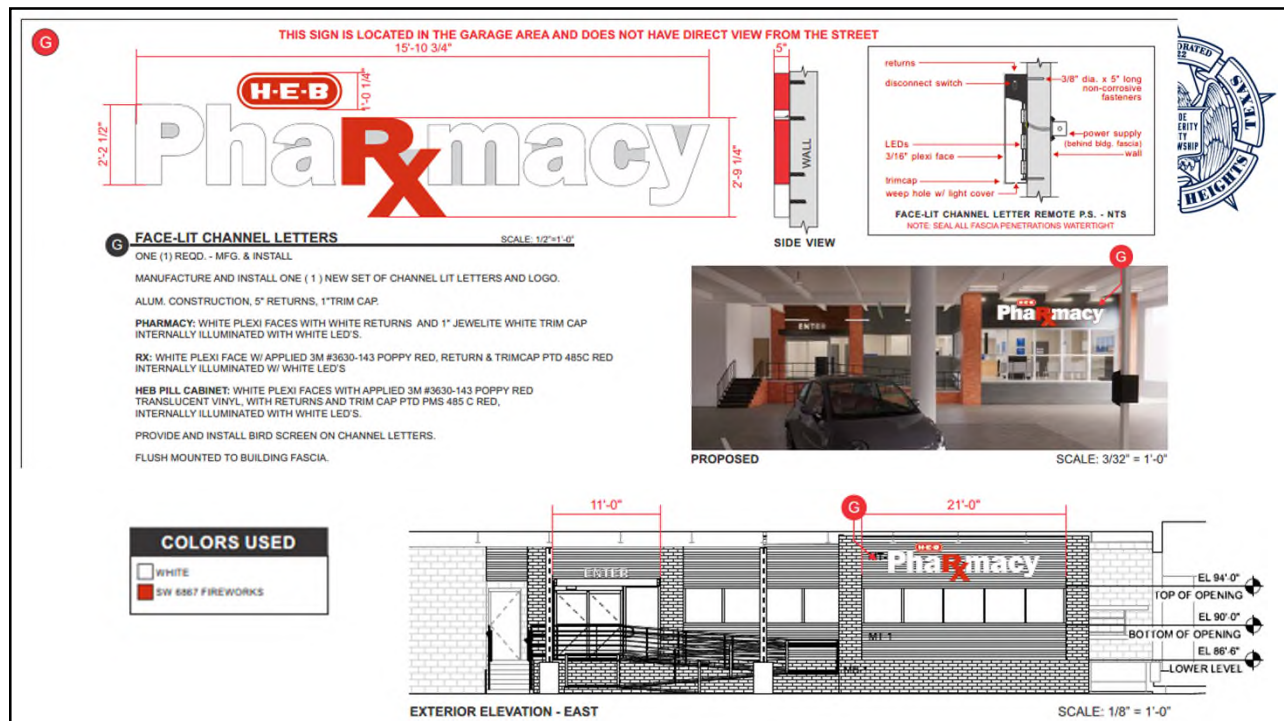 G
THIS SIGN IS LOCATED IN THE GARAGE AREA AND DOES NOT HAVE DIRECT VIEW FROM THE STREET
15'-10 3/4"
H-E-B
1'-0 1/4"
PhaRxmacy
2'-2 1/2"
2'-9 1/4"
5"
WALL
SIDE VIEW
returns
disconnect switch
3/8" dia. x 5" long
non-corrosive
fasteners
LEDs
3/16" plexi face
power supply
(behind bldg. fascia)
wall
trimcap
weep hole w/ light cover
FACE-LIT CHANNEL LETTER REMOTE P.S. - NTS
NOTE: SEAL ALL FASCIA PENETRATIONS WATERTIGHT
TEXAS
HEIGHTS
G FACE-LIT CHANNEL LETTERS SCALE: 1/2"=1'-0"
ONE (1) REQD. - MFG. & INSTALL
MANUFACTURE AND INSTALL ONE ( 1 ) NEW SET OF CHANNEL LIT LETTERS AND LOGO.
ALUM. CONSTRUCTION, 5" RETURNS, 1"TRIM CAP.
PHARMACY: WHITE PLEXI FACES WITH WHITE RETURNS AND 1" JEWELITE WHITE TRIM CAP
INTERNALLY ILLUMINATED WITH WHITE LED'S.
RX: WHITE PLEXI FACE W/ APPLIED 3M #3630-143 POPPY RED, RETURN & TRIMCAP PTD 485C RED
INTERNALLY ILLUMINATED W/ WHITE LED'S
HEB PILL CABINET: WHITE PLEXI FACES WITH APPLIED 3M #3630-143 POPPY RED
TRANSLUCENT VINYL, WITH RETURNS AND TRIM CAP PTD PMS 485 C RED,
INTERNALLY ILLUMINATED WITH WHITE LED'S.
PROVIDE AND INSTALL BIRD SCREEN ON CHANNEL LETTERS.
FLUSH MOUNTED TO BUILDING FASCIA.
G
ENTER
H-E-B
PhaRxmacy
PROPOSED SCALE: 3/32" = 1'-0"
COLORS USED
WHITE
SW 6867 FIREWORKS
11'-0"
G
21'-0"
ENTER
H-E-B
PhaRxmacy
MT-1
EL 94'-0"
TOP OF OPENING
EL 90'-0"
BOTTOM OF OPENING
EL 86'-6"
LOWER LEVEL
EXTERIOR ELEVATION - EAST SCALE: 1/8" = 1'-0"